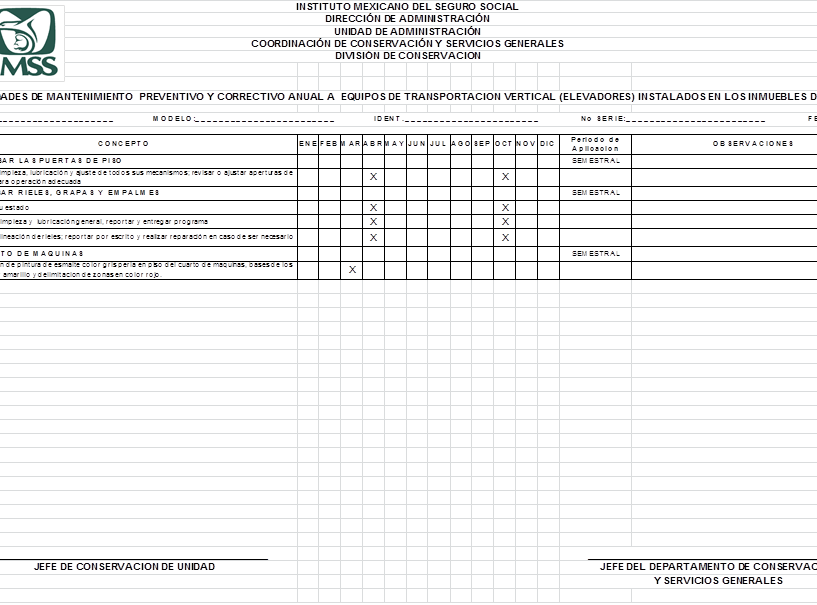 INSTITUTO MEXICANO DEL SEGURO SOCIAL
DIRECCIÓN DE ADMINISTRACIÓN
UNIDAD DE ADMINISTRACIÓN
COORDINACIÓN DE CONSERVACIÓN Y SERVICIOS GENERALES
DIVISIÓN DE CONSERVACION
IMSS
ADES DE MANTENIMIENTO PREVENTIVO Y CORRECTIVO ANUAL A EQUIPOS DE TRANSPORTACION VERTICAL (ELEVADORES) INSTALADOS EN LOS INMUEBLES D
MODELO: IDENT. No SERIE: FE
CONCEPTO ENE FEB MAR ABR MAY JUN JUL AGO SEP OCT NOV DIC Periodo de Aplicacion OBSERVACIONES
SAR LAS PUERTAS DE PISO SEMESTRAL
impieza, lubricación y ajuste de todos sus mecanismos; revisar o ajustar aperturas de X X
ara operación adecuada
SAR RIELES, GRAPAS Y EMPALMES SEMESTRAL
u estado X X
impieza y lubricación general, reportar y entregar programa X X
lineación de rieles; reportar por escrito y realizar reparación en caso de ser necesario X X
TO DE MAQUINAS SEMESTRAL
n de pintura de esmalte color gris perla en piso del cuarto de maquinas, bases de los X
amarillo y delimitacion de zonas en color rojo.
JEFE DE CONSERVACION DE UNIDAD
JEFE DEL DEPARTAMENTO DE CONSERVAC
Y SERVICIOS GENERALES